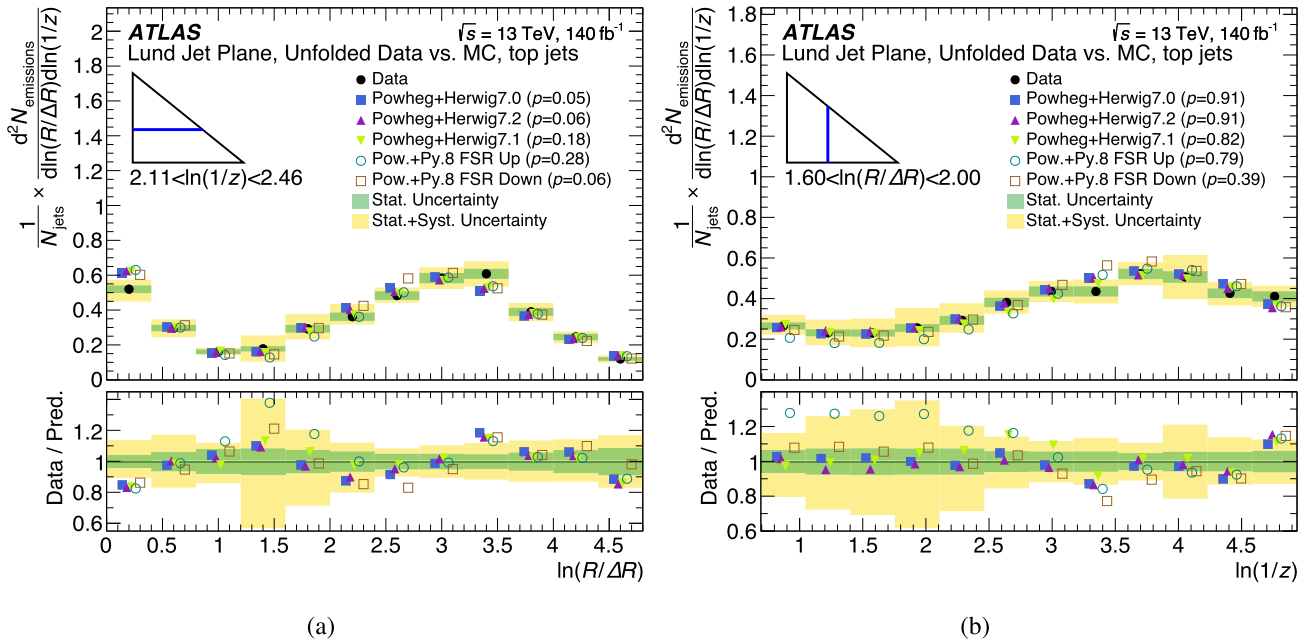 ATLAS
√s = 13 TeV, 140 fb⁻¹
Lund Jet Plane, Unfolded Data vs. MC, top jets
Data
Powheg+Herwig7.0 (p=0.05)
Powheg+Herwig7.2 (p=0.06)
Powheg+Herwig7.1 (p=0.18)
Pow.+Py.8 FSR Up (p=0.28)
Pow.+Py.8 FSR Down (p=0.06)
Stat. Uncertainty
Stat.+Syst. Uncertainty
2.11<ln(1/z)<2.46
1/N_jets × d²N_emissions/dln(R/ΔR)dln(1/z)
2
1.8
1.6
1.4
1.2
1
0.8
0.6
0.4
0.2
0
Data / Pred.
1.2
1
0.8
0.6
0 0.5 1 1.5 2 2.5 3 3.5 4 4.5
ln(R/ΔR)
(a)
ATLAS
√s = 13 TeV, 140 fb⁻¹
Lund Jet Plane, Unfolded Data vs. MC, top jets
Data
Powheg+Herwig7.0 (p=0.91)
Powheg+Herwig7.2 (p=0.91)
Powheg+Herwig7.1 (p=0.82)
Pow.+Py.8 FSR Up (p=0.79)
Pow.+Py.8 FSR Down (p=0.39)
Stat. Uncertainty
Stat.+Syst. Uncertainty
1.60<ln(R/ΔR)<2.00
1/N_jets × d²N_emissions/dln(R/ΔR)dln(1/z)
1.8
1.6
1.4
1.2
1
0.8
0.6
0.4
0.2
0
Data / Pred.
1.4
1.2
1
0.8
0.6
1 1.5 2 2.5 3 3.5 4 4.5
ln(1/z)
(b)